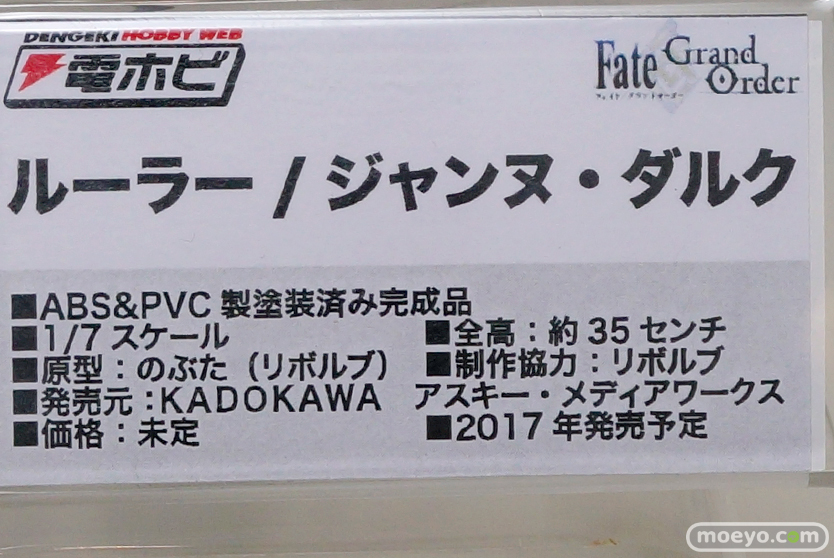 DENGEKI HOBBY WEB
電ホビ
Fate Grand Order
フェイト/グランドオーダー
ルーラー / ジャンヌ・ダルク
■ABS&PVC 製塗装済み完成品
■1/7 スケール ■全高：約 35 センチ
■原型：のぶた（リボルブ） ■制作協力：リボルブ
■発売元：KADOKAWA アスキー・メディアワークス
■価格：未定 ■2017 年発売予定
moeyo.com